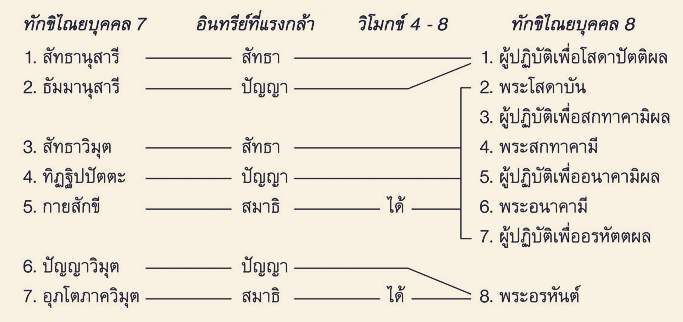 ทักขิไณยบุคคล 7 อินทรีย์ที่แรงกล้า วิโมกข์ 4 - 8 ทักขิไณยบุคคล 8
1. สัทธานุสารี สัทธา 1. ผู้ปฏิบัติเพื่อโสดาปัตติผล
2. ธัมมานุสารี ปัญญา 2. พระโสดาบัน
3. ผู้ปฏิบัติเพื่อสกทาคามิผล
3. สัทธาวิมุต สัทธา 4. พระสกทาคามี
4. ทิฏฐิปปัตตะ ปัญญา 5. ผู้ปฏิบัติเพื่ออนาคามิผล
5. กายสักขี สมาธิ ได้ 6. พระอนาคามี
7. ผู้ปฏิบัติเพื่ออรหัตตผล
6. ปัญญาวิมุต ปัญญา
7. อุภโตภาควิมุต สมาธิ ได้ 8. พระอรหันต์